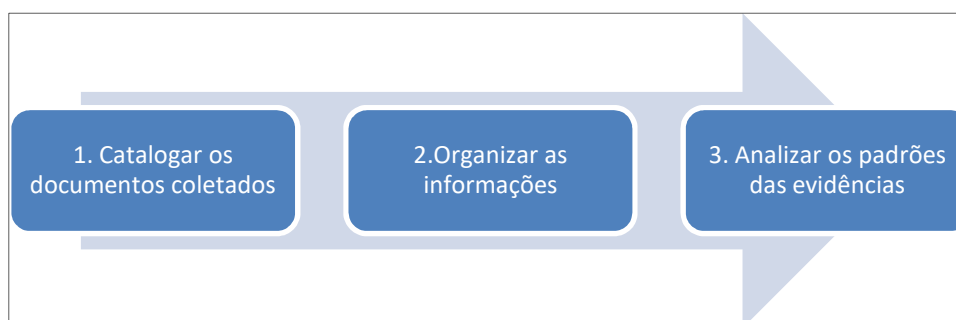 1. Catalogar os
documentos coletados
2.Organizar as
informações
3. Analizar os padrões
das evidências